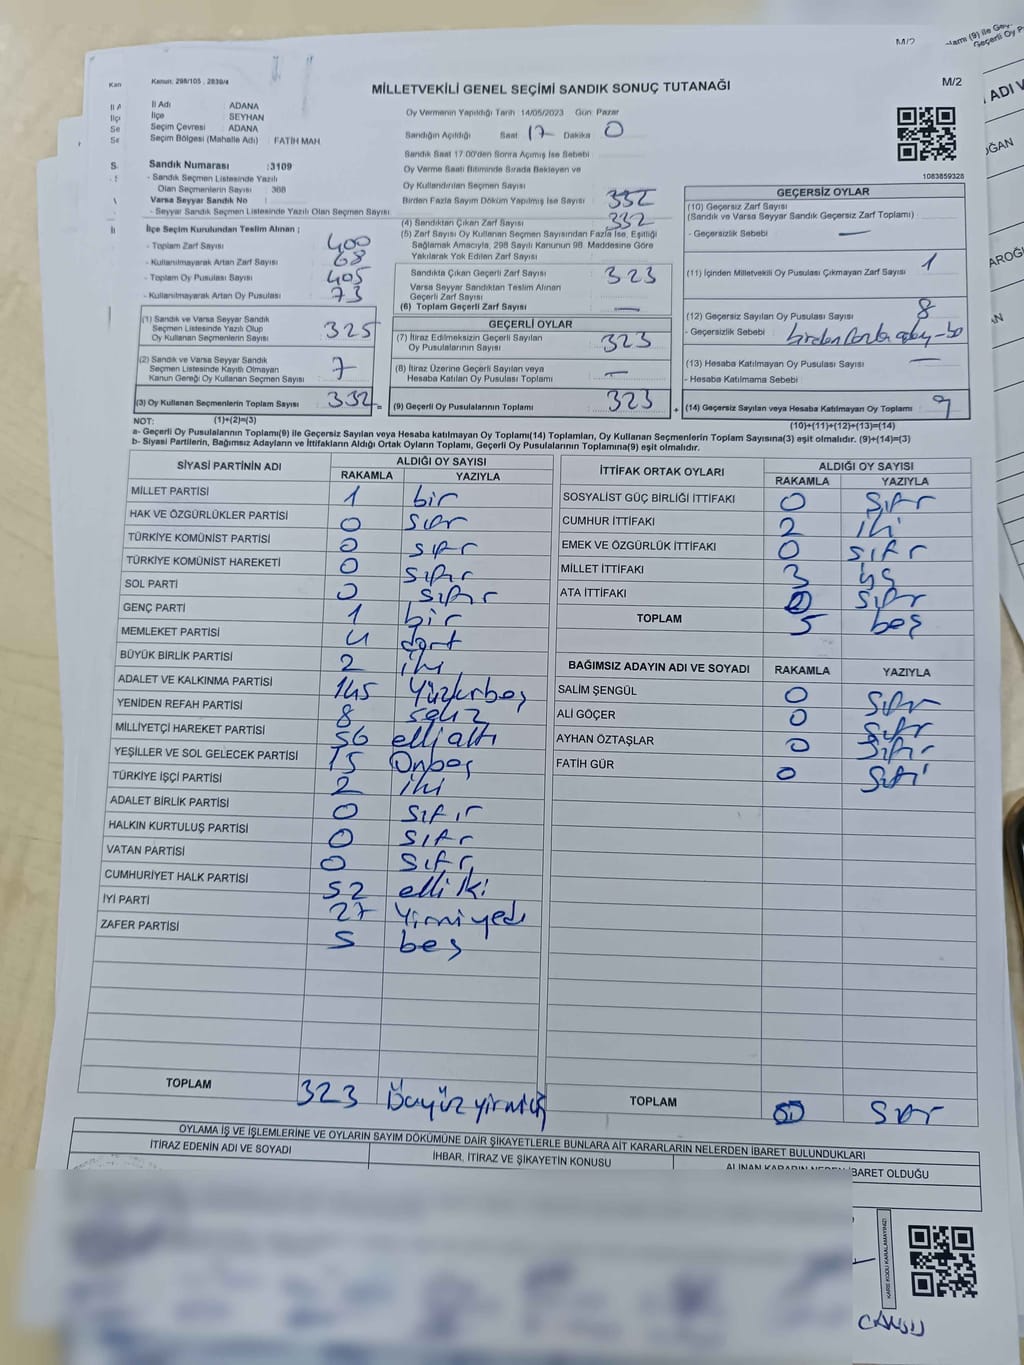 M/2
Kanun: 298/105 , 2839/4
MİLLETVEKİLİ GENEL SEÇİMİ SANDIK SONUÇ TUTANAĞI
M/2
İl Adı : ADANA
İlçe : SEYHAN
Seçim Çevresi : ADANA
Seçim Bölgesi (Mahalle Adı) : FATİH MAH
Sandık Numarası :3109
- Sandık Seçmen Listesinde Yazılı
Olan Seçmenlerin Sayısı : 368
Varsa Seyyar Sandık No :
- Seyyar Sandık Seçmen Listesinde Yazılı Olan Seçmen Sayısı
İlçe Seçim Kurulundan Teslim Alınan ;
- Toplam Zarf Sayısı 400
- Kullanılmayarak Artan Zarf Sayısı 68
- Toplam Oy Pusulası Sayısı 405
- Kullanılmayarak Artan Oy Pusulası 73
(1) Sandık ve Varsa Seyyar Sandık
Seçmen Listesinde Yazılı Olup
Oy Kullanan Seçmenlerin Sayısı 325
(2) Sandık ve Varsa Seyyar Sandık
Seçmen Listesinde Kayıtlı Olmayan
Kanun Gereği Oy Kullanan Seçmen Sayısı 7
(3) Oy Kullanan Seçmenlerin Toplam Sayısı 332
Oy Vermenin Yapıldığı Tarih 14/05/2023 Gün: Pazar
Sandığın Açıldığı Saat 17 Dakika 0
Sandık Saat 17:00'den Sonra Açımış İse Sebebi :
Oy Verme Saati Bitiminde Sırada Bekleyen ve
Oy Kullandırılan Seçmen Sayısı
Birden Fazla Sayım Döküm Yapılmış İse Sayısı 332
(4) Sandıktan Çıkan Zarf Sayısı 332
(5) Zarf Sayısı Oy Kullanan Seçmen Sayısından Fazla İse, Eşitliği
Sağlamak Amacıyla, 298 Sayılı Kanunun 98. Maddesine Göre
Yakılarak Yok Edilen Zarf Sayısı
Sandıkta Çıkan Geçerli Zarf Sayısı 323
Varsa Seyyar Sandıktan Teslim Alınan
Geçerli Zarf Sayısı
(6) Toplam Geçerli Zarf Sayısı —
GEÇERLİ OYLAR
(7) İtiraz Edilmeksizin Geçerli Sayılan
Oy Pusulalarının Sayısı 323
(8) İtiraz Üzerine Geçerli Sayılan veya
Hesaba Katılan Oy Pusulası Toplamı —
(9) Geçerli Oy Pusulalarının Toplamı 323
1083859328
GEÇERSİZ OYLAR
(10) Geçersiz Zarf Sayısı
(Sandık ve Varsa Seyyar Sandık Geçersiz Zarf Toplamı)
- Geçersizlik Sebebi : —
(11) İçinden Milletvekili Oy Pusulası Çıkmayan Zarf Sayısı 1
(12) Geçersiz Sayılan Oy Pusulası Sayısı 8
- Geçersizlik Sebebi : birden fazla
(13) Hesaba Katılmayan Oy Pusulası Sayısı —
- Hesaba Katılmama Sebebi :
(14) Geçersiz Sayılan veya Hesaba Katılmayan Oy Toplamı 9
NOT: (1)+(2)=(3) (10)+(11)+(12)+(13)=(14)
a- Geçerli Oy Pusulalarının Toplamı(9) ile Geçersiz Sayılan veya Hesaba katılmayan Oy Toplamı(14) Toplamları, Oy Kullanan Seçmenlerin Toplam Sayısına(3) eşit olmalıdır. (9)+(14)=(3)
b- Siyasi Partilerin, Bağımsız Adayların ve İttifakların Aldığı Ortak Oyların Toplamı, Geçerli Oy Pusulalarının Toplamına(9) eşit olmalıdır.
SİYASİ PARTİNİN ADI ALDIĞI OY SAYISI
RAKAMLA YAZIYLA
MİLLET PARTİSİ 1 bir
HAK VE ÖZGÜRLÜKLER PARTİSİ 0 sıfır
TÜRKİYE KOMÜNİST PARTİSİ 0 sıfır
TÜRKİYE KOMÜNİST HAREKETİ 0 sıfır
SOL PARTİ 0 sıfır
GENÇ PARTİ 1 bir
MEMLEKET PARTİSİ 4 dört
BÜYÜK BİRLİK PARTİSİ 2 iki
ADALET VE KALKINMA PARTİSİ 145 Yüzkırbeş
YENİDEN REFAH PARTİSİ 8 sekiz
MİLLİYETÇİ HAREKET PARTİSİ 56 elli altı
YEŞİLLER VE SOL GELECEK PARTİSİ 15 Onbeş
TÜRKİYE İŞÇİ PARTİSİ 2 iki
ADALET BİRLİK PARTİSİ 0 sıfır
HALKIN KURTULUŞ PARTİSİ 0 sıfır
VATAN PARTİSİ 0 sıfır
CUMHURİYET HALK PARTİSİ 52 elli iki
İYİ PARTİ 27 Yirmiyedi
ZAFER PARTİSİ 5 beş
TOPLAM 323 Üçyüz yirmiüç
İTTİFAK ORTAK OYLARI ALDIĞI OY SAYISI
RAKAMLA YAZIYLA
SOSYALİST GÜÇ BİRLİĞİ İTTİFAKI 0 Sıfır
CUMHUR İTTİFAKI 2 iki
EMEK VE ÖZGÜRLÜK İTTİFAKI 0 sıfır
MİLLET İTTİFAKI 3 üç
ATA İTTİFAKI 0 sıfır
TOPLAM 5 beş
BAĞIMSIZ ADAYIN ADI VE SOYADI RAKAMLA YAZIYLA
SALİM ŞENGÜL 0 Sıfır
ALİ GÖÇER 0 Sıfır
AYHAN ÖZTAŞLAR 0 Sıfır
FATİH GÜR 0 Sıfır
TOPLAM 0 Sıfır
OYLAMA İŞ VE İŞLEMLERİNE VE OYLARIN SAYIM DÖKÜMÜNE DAİR ŞİKAYETLERLE BUNLARA AİT KARARLARIN NELERDEN İBARET BULUNDUKLARI
İTİRAZ EDENİN ADI VE SOYADI İHBAR, İTİRAZ VE ŞİKAYETİN KONUSU ALINAN KARARIN NEDEN İBARET OLDUĞU
KARE KODU KARALAMAYINIZ!